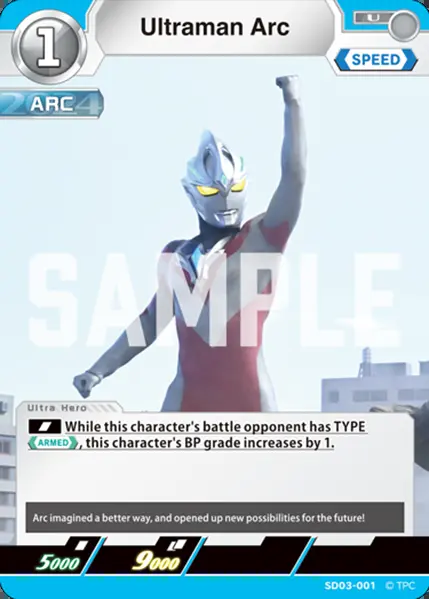 1
Ultraman Arc
U
SPEED
2 ARC 4
SAMPLE
Ultra Hero
While this character's battle opponent has TYPE
ARMED, this character's BP grade increases by 1.
Arc imagined a better way, and opened up new possibilities for the future!
5000 9000
SD03-001 © TPC